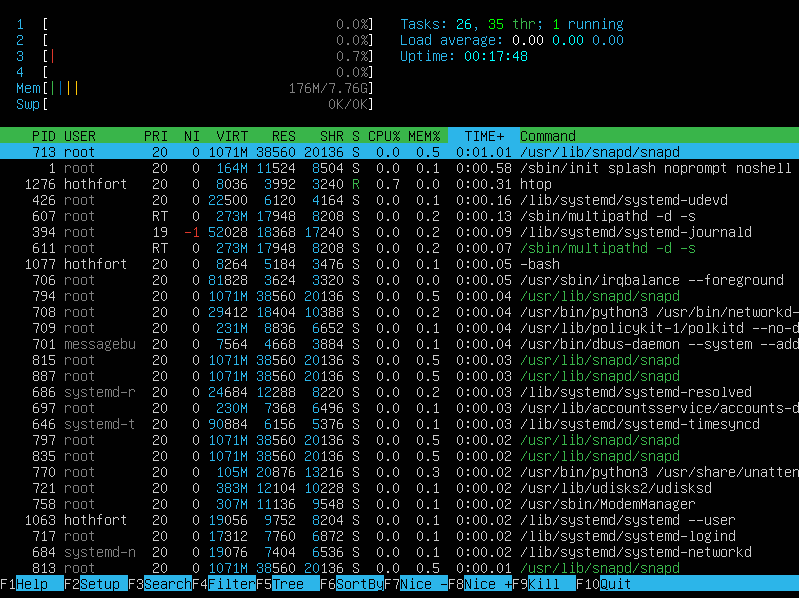 1 [ 0.0%] Tasks: 26, 35 thr; 1 running
2 [ 0.0%] Load average: 0.00 0.00 0.00
3 [| 0.7%] Uptime: 00:17:48
4 [ 0.0%]
Mem[|||| 176M/7.76G]
Swp[ 0K/0K]
PID USER PRI NI VIRT RES SHR S CPU% MEM% TIME+ Command
713 root 20 0 1071M 38560 20136 S 0.0 0.5 0:01.01 /usr/lib/snapd/snapd
1 root 20 0 164M 11524 8504 S 0.0 0.1 0:00.58 /sbin/init splash noprompt noshell
1276 hothfort 20 0 8036 3992 3240 R 0.7 0.0 0:00.31 htop
426 root 20 0 22500 6120 4164 S 0.0 0.1 0:00.16 /lib/systemd/systemd-udevd
607 root RT 0 273M 17948 8208 S 0.0 0.2 0:00.13 /sbin/multipathd -d -s
394 root 19 -1 52028 18368 17240 S 0.0 0.2 0:00.09 /lib/systemd/systemd-journald
611 root RT 0 273M 17948 8208 S 0.0 0.2 0:00.07 /sbin/multipathd -d -s
1077 hothfort 20 0 8264 5184 3476 S 0.0 0.1 0:00.05 -bash
706 root 20 0 81828 3624 3320 S 0.0 0.0 0:00.05 /usr/sbin/irqbalance --foreground
794 root 20 0 1071M 38560 20136 S 0.0 0.5 0:00.04 /usr/lib/snapd/snapd
708 root 20 0 29412 18404 10388 S 0.0 0.2 0:00.04 /usr/bin/python3 /usr/bin/networkd-
709 root 20 0 231M 8836 6652 S 0.0 0.1 0:00.04 /usr/lib/policykit-1/polkitd --no-d
701 messagebu 20 0 7564 4668 3884 S 0.0 0.1 0:00.04 /usr/bin/dbus-daemon --system --add
815 root 20 0 1071M 38560 20136 S 0.0 0.5 0:00.03 /usr/lib/snapd/snapd
887 root 20 0 1071M 38560 20136 S 0.0 0.5 0:00.03 /usr/lib/snapd/snapd
686 systemd-r 20 0 24684 12288 8220 S 0.0 0.2 0:00.03 /lib/systemd/systemd-resolved
697 root 20 0 230M 7368 6496 S 0.0 0.1 0:00.03 /usr/lib/accountsservice/accounts-d
646 systemd-t 20 0 90884 6156 5376 S 0.0 0.1 0:00.03 /lib/systemd/systemd-timesyncd
797 root 20 0 1071M 38560 20136 S 0.0 0.5 0:00.02 /usr/lib/snapd/snapd
835 root 20 0 1071M 38560 20136 S 0.0 0.5 0:00.02 /usr/lib/snapd/snapd
770 root 20 0 105M 20876 13216 S 0.0 0.3 0:00.02 /usr/bin/python3 /usr/share/unatten
721 root 20 0 383M 12104 10228 S 0.0 0.1 0:00.02 /usr/lib/udisks2/udisksd
758 root 20 0 307M 11136 9548 S 0.0 0.1 0:00.02 /usr/sbin/ModemManager
1063 hothfort 20 0 19056 9752 8204 S 0.0 0.1 0:00.02 /lib/systemd/systemd --user
717 root 20 0 17312 7760 6872 S 0.0 0.1 0:00.02 /lib/systemd/systemd-logind
684 systemd-n 20 0 19076 7404 6536 S 0.0 0.1 0:00.02 /lib/systemd/systemd-networkd
813 root 20 0 1071M 38560 20136 S 0.0 0.5 0:00.01 /usr/lib/snapd/snapd
F1Help F2Setup F3SearchF4FilterF5Tree F6SortByF7Nice -F8Nice +F9Kill F10Quit